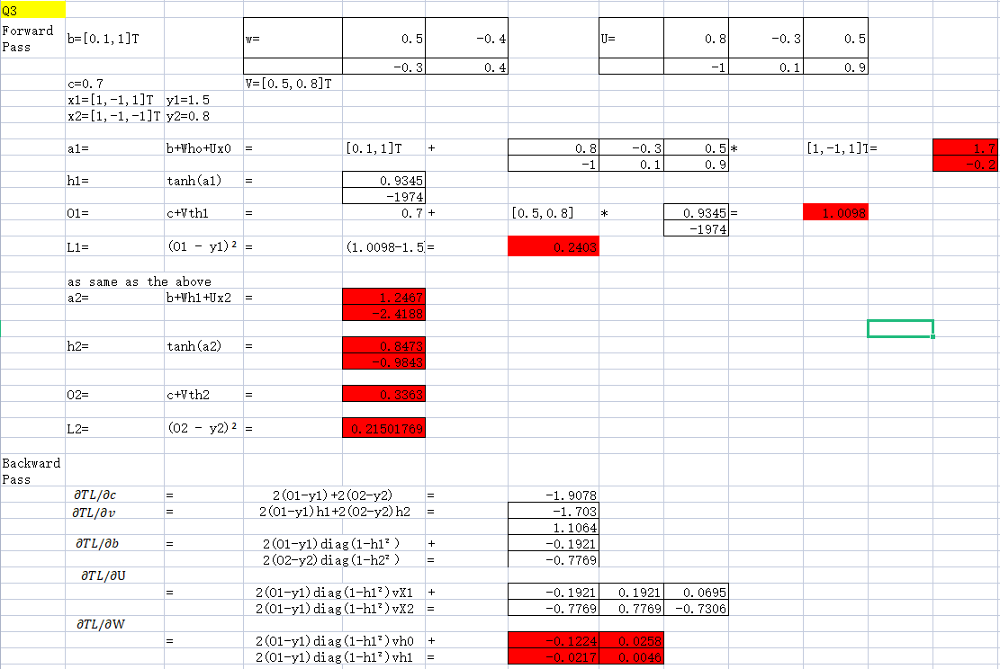 Q3
Forward Pass b=[0.1,1]T w= 0.5 -0.4 U= 0.8 -0.3 0.5
-0.3 0.4 -1 0.1 0.9
c=0.7 V=[0.5,0.8]T
x1=[1,-1,1]T y1=1.5
x2=[1,-1,-1]T y2=0.8
a1= b+Who+Ux0 = [0.1,1]T + 0.8 -0.3 0.5 * [1,-1,1]T= 1.7
-1 0.1 0.9 -0.2
h1= tanh(a1) = 0.9345
-1974
O1= c+Vth1 = 0.7 + [0.5,0.8] * 0.9345 = 1.0098
-1974
L1= (O1 - y1)² = (1.0098-1.5 = 0.2403
as same as the above
a2= b+Wh1+Ux2 = 1.2467
-2.4188
h2= tanh(a2) = 0.8473
-0.9843
O2= c+Vth2 = 0.3363
L2= (O2 - y2)² = 0.21501769
Backward Pass
∂TL/∂c = 2(O1-y1)+2(O2-y2) = -1.9078
∂TL/∂v = 2(O1-y1)h1+2(O2-y2)h2 = -1.703
1.1064
∂TL/∂b = 2(O1-y1)diag(1-h1²) + -0.1921
2(O2-y2)diag(1-h2²) = -0.7769
∂TL/∂U
= 2(O1-y1)diag(1-h1²)vX1 + -0.1921 0.1921 0.0695
2(O1-y1)diag(1-h1²)vX2 = -0.7769 0.7769 -0.7306
∂TL/∂W
= 2(O1-y1)diag(1-h1²)vh0 + -0.1224 0.0258
2(O1-y1)diag(1-h1²)vh1 = -0.0217 0.0046